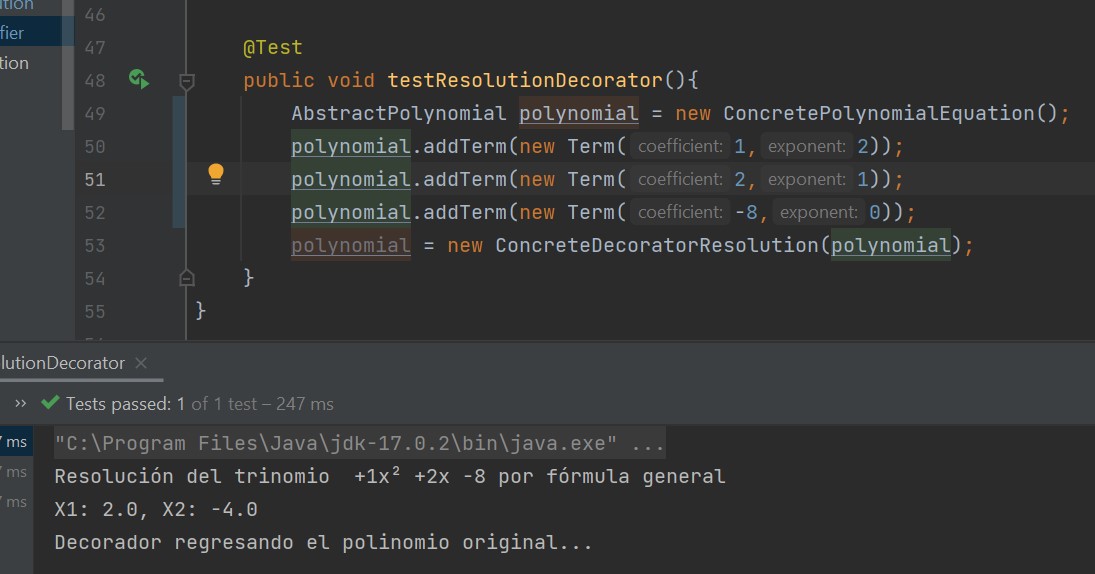 ution
46
fier
47 @Test
tion
48 public void testResolutionDecorator(){
49 AbstractPolynomial polynomial = new ConcretePolynomialEquation();
50 polynomial.addTerm(new Term( coefficient: 1, exponent: 2));
51 polynomial.addTerm(new Term( coefficient: 2, exponent: 1));
52 polynomial.addTerm(new Term( coefficient: -8, exponent: 0));
53 polynomial = new ConcreteDecoratorResolution(polynomial);
54 }
55 }
lutionDecorator ×
» Tests passed: 1 of 1 test – 247 ms
7 ms "C:\Program Files\Java\jdk-17.0.2\bin\java.exe" ...
7 ms Resolución del trinomio  +1x² +2x -8 por fórmula general
7 ms X1: 2.0, X2: -4.0
Decorador regresando el polinomio original...